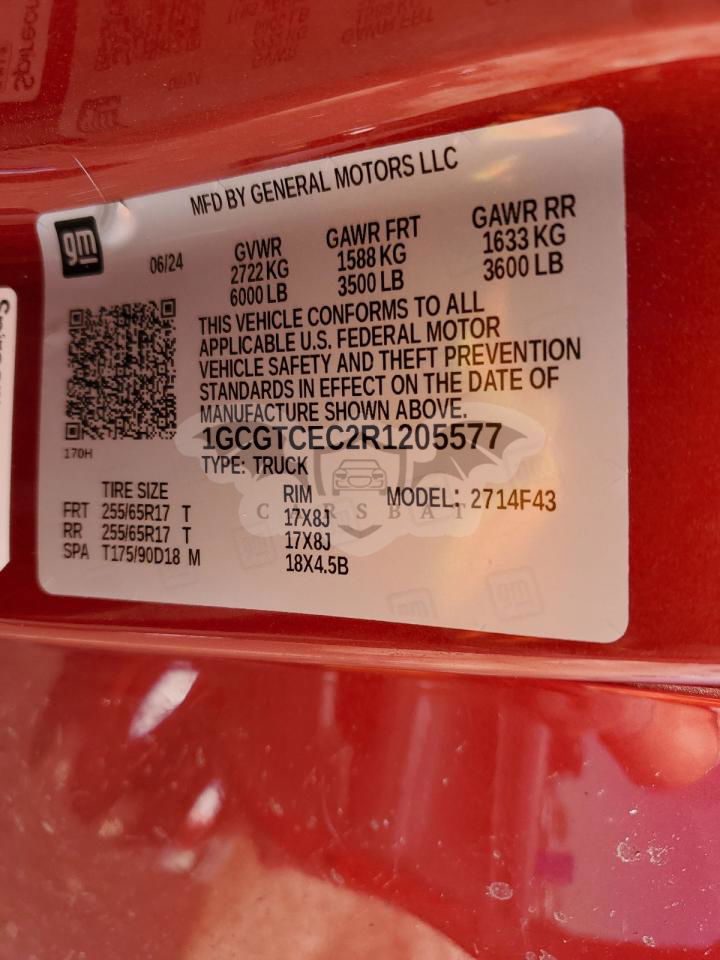 MFD BY GENERAL MOTORS LLC
gm
06/24
GVWR
2722 KG
6000 LB
GAWR FRT
1588 KG
3500 LB
GAWR RR
1633 KG
3600 LB
THIS VEHICLE CONFORMS TO ALL
APPLICABLE U.S. FEDERAL MOTOR
VEHICLE SAFETY AND THEFT PREVENTION
STANDARDS IN EFFECT ON THE DATE OF
MANUFACTURE SHOWN ABOVE.
170H
1GCGTCEC2R1205577
TYPE: TRUCK
TIRE SIZE RIM MODEL: 2714F43
FRT 255/65R17 T 17X8J
RR 255/65R17 T 17X8J
SPA T175/90D18 M 18X4.5B
CARSBAT
gm